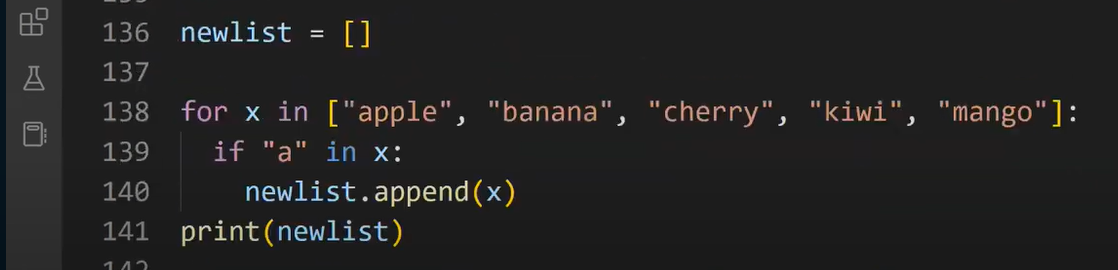 136 newlist = []
137
138 for x in ["apple", "banana", "cherry", "kiwi", "mango"]:
139   if "a" in x:
140     newlist.append(x)
141 print(newlist)